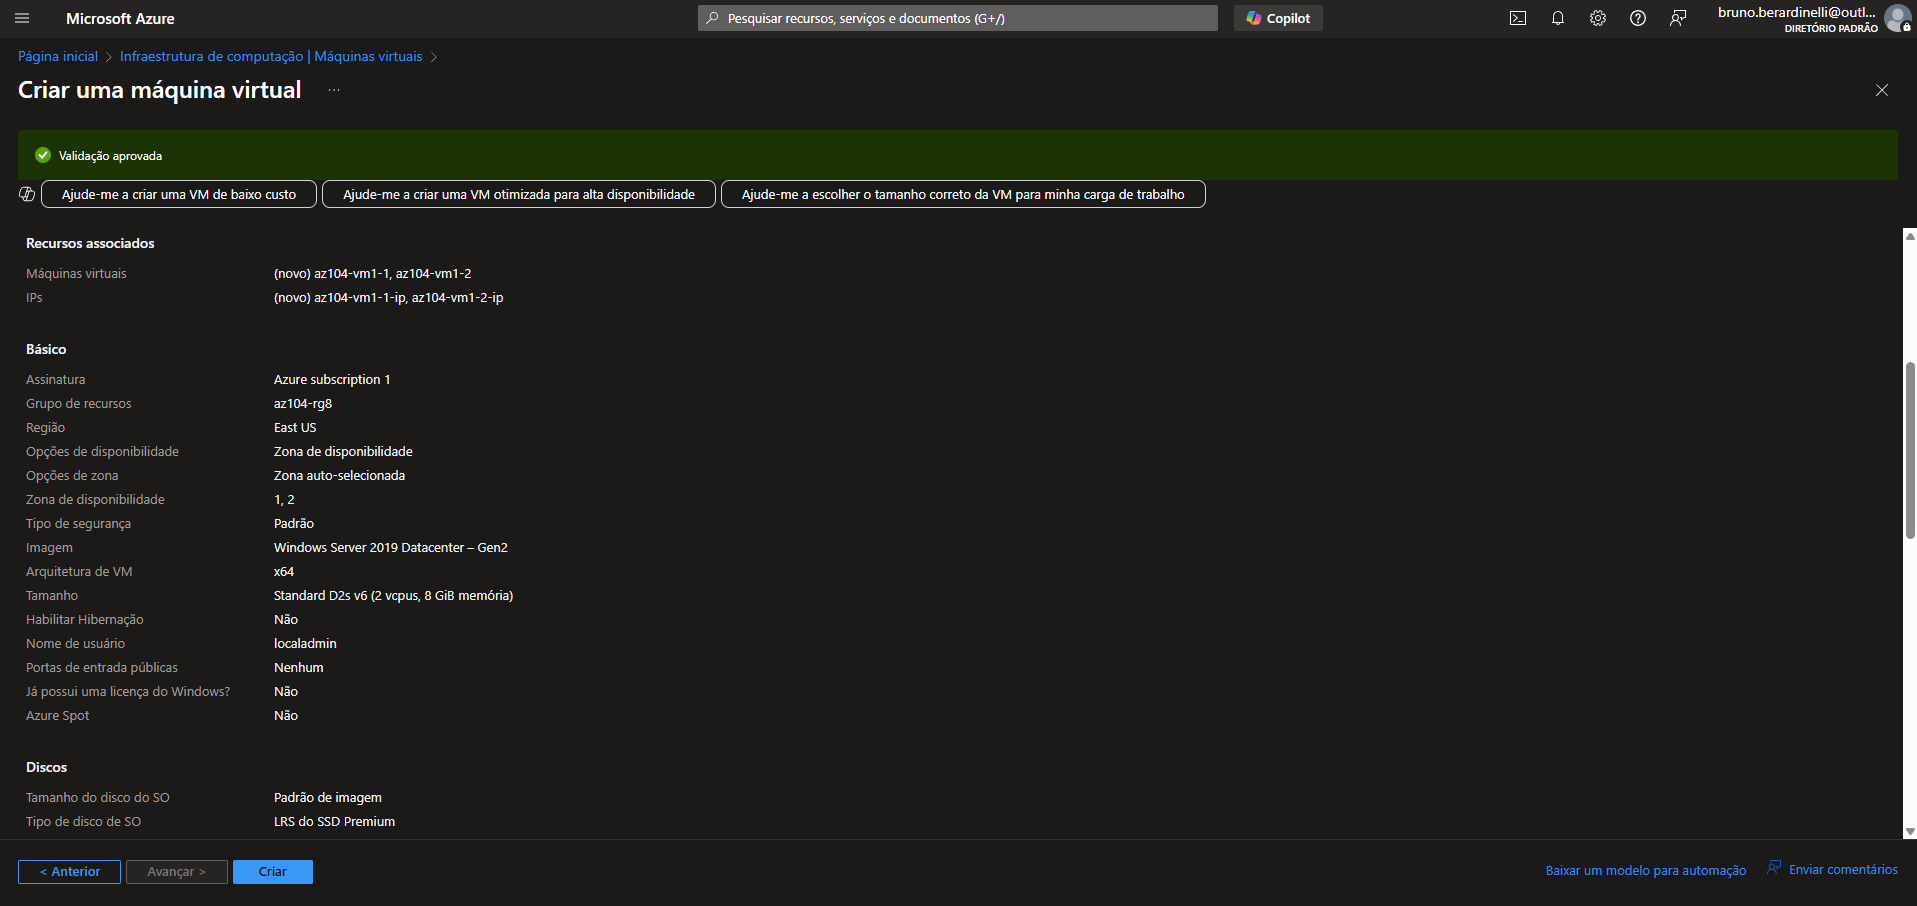 Microsoft Azure
Pesquisar recursos, serviços e documentos (G+/)
Copilot
bruno.berardinelli@outl...
DIRETÓRIO PADRÃO
Página inicial > Infraestrutura de computação | Máquinas virtuais >
Criar uma máquina virtual ...
Validação aprovada
Ajude-me a criar uma VM de baixo custo
Ajude-me a criar uma VM otimizada para alta disponibilidade
Ajude-me a escolher o tamanho correto da VM para minha carga de trabalho
Recursos associados
Máquinas virtuais (novo) az104-vm1-1, az104-vm1-2
IPs (novo) az104-vm1-1-ip, az104-vm1-2-ip
Básico
Assinatura Azure subscription 1
Grupo de recursos az104-rg8
Região East US
Opções de disponibilidade Zona de disponibilidade
Opções de zona Zona auto-selecionada
Zona de disponibilidade 1, 2
Tipo de segurança Padrão
Imagem Windows Server 2019 Datacenter – Gen2
Arquitetura de VM x64
Tamanho Standard D2s v6 (2 vcpus, 8 GiB memória)
Habilitar Hibernação Não
Nome de usuário localadmin
Portas de entrada públicas Nenhum
Já possui uma licença do Windows? Não
Azure Spot Não
Discos
Tamanho do disco do SO Padrão de imagem
Tipo de disco de SO LRS do SSD Premium
< Anterior
Avançar >
Criar
Baixar um modelo para automação
Enviar comentários